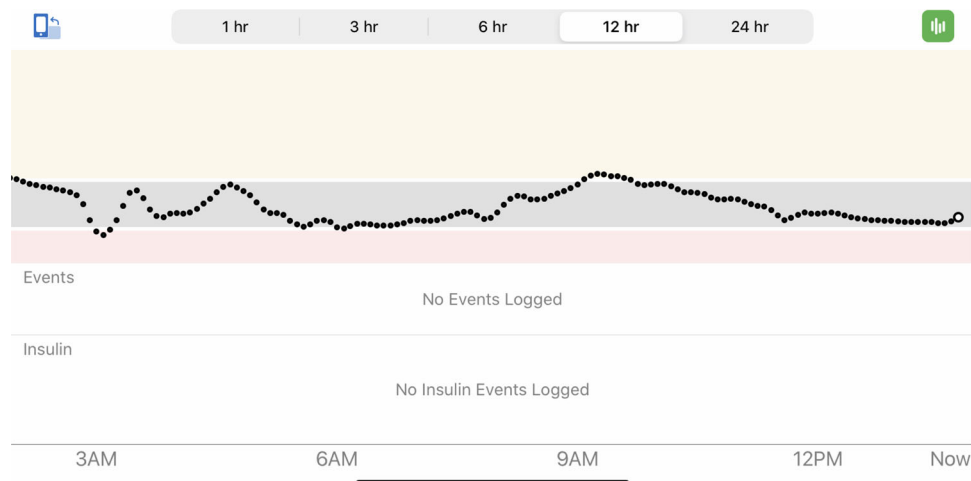 1 hr 3 hr 6 hr 12 hr 24 hr
Events
No Events Logged
Insulin
No Insulin Events Logged
3AM 6AM 9AM 12PM Now